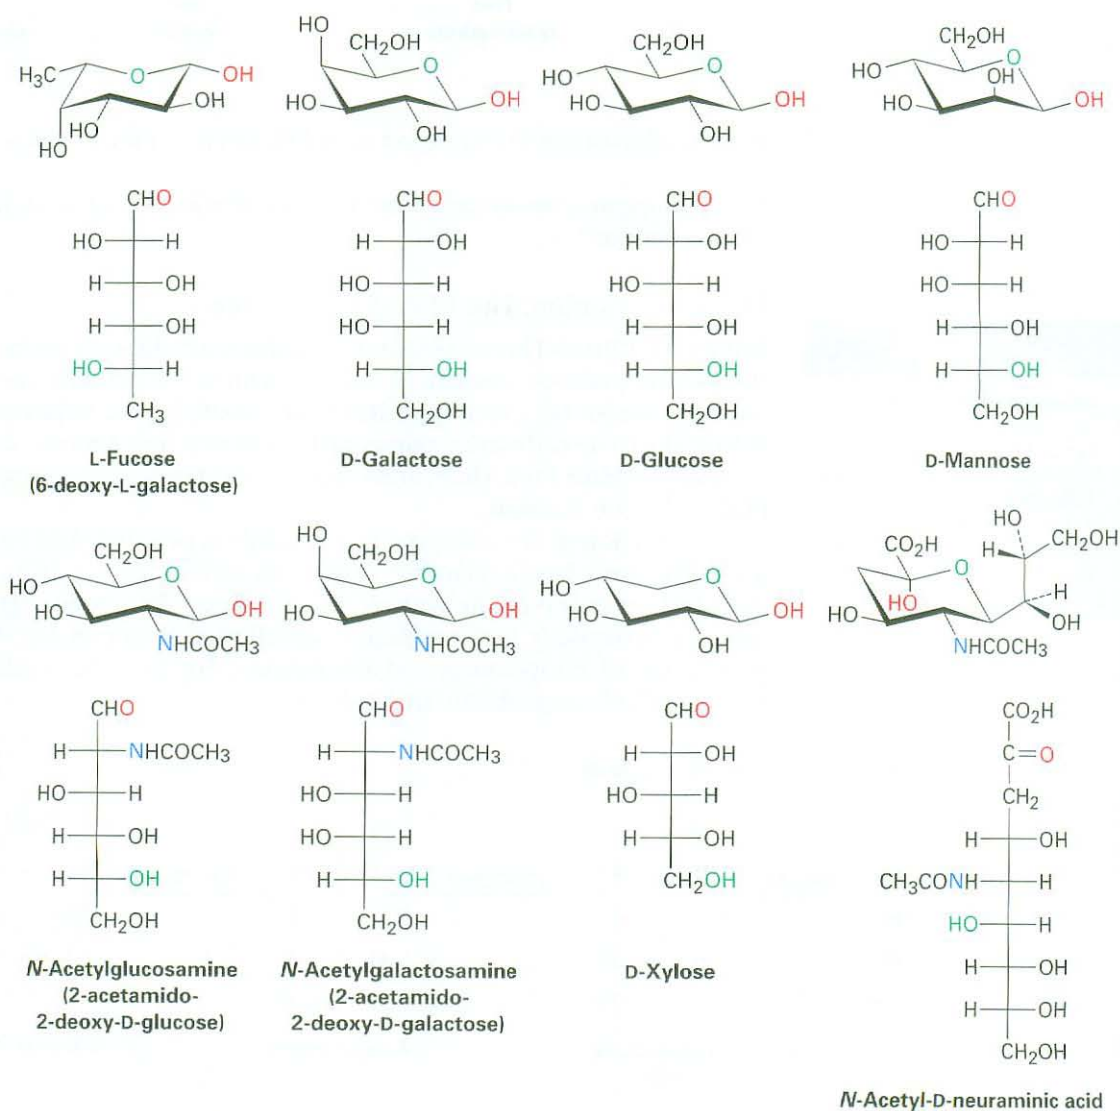 H₃C
O
OH
OH
HO
HO
HO
CH₂OH
O
HO
OH
OH
CH₂OH
O
HO
HO
OH
OH
CH₂OH
O
HO
OH
HO
OH
CHO
HO H
H OH
H OH
HO H
CH₃
L-Fucose
(6-deoxy-L-galactose)
CHO
H OH
HO H
HO H
H OH
CH₂OH
D-Galactose
CHO
H OH
HO H
H OH
H OH
CH₂OH
D-Glucose
CHO
HO H
HO H
H OH
H OH
CH₂OH
D-Mannose
CH₂OH
O
HO
HO
OH
NHCOCH₃
HO
CH₂OH
O
HO
OH
NHCOCH₃
O
HO
HO
OH
OH
HO
CH₂OH
CO₂H
H
O
H
HO
HO
OH
NHCOCH₃
CHO
H NHCOCH₃
HO H
H OH
H OH
CH₂OH
N-Acetylglucosamine
(2-acetamido-
2-deoxy-D-glucose)
CHO
H NHCOCH₃
HO H
HO H
H OH
CH₂OH
N-Acetylgalactosamine
(2-acetamido-
2-deoxy-D-galactose)
CHO
H OH
HO H
H OH
CH₂OH
D-Xylose
CO₂H
C=O
CH₂
H OH
CH₃CONH H
HO H
H OH
H OH
CH₂OH
N-Acetyl-D-neuraminic acid